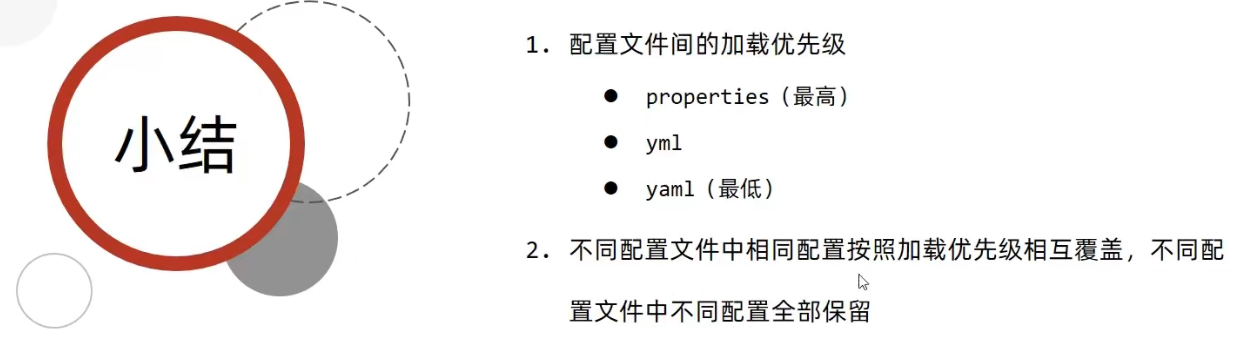 小结
1. 配置文件间的加载优先级
● properties（最高）
● yml
● yaml（最低）
2. 不同配置文件中相同配置按照加载优先级相互覆盖，不同配
置文件中不同配置全部保留